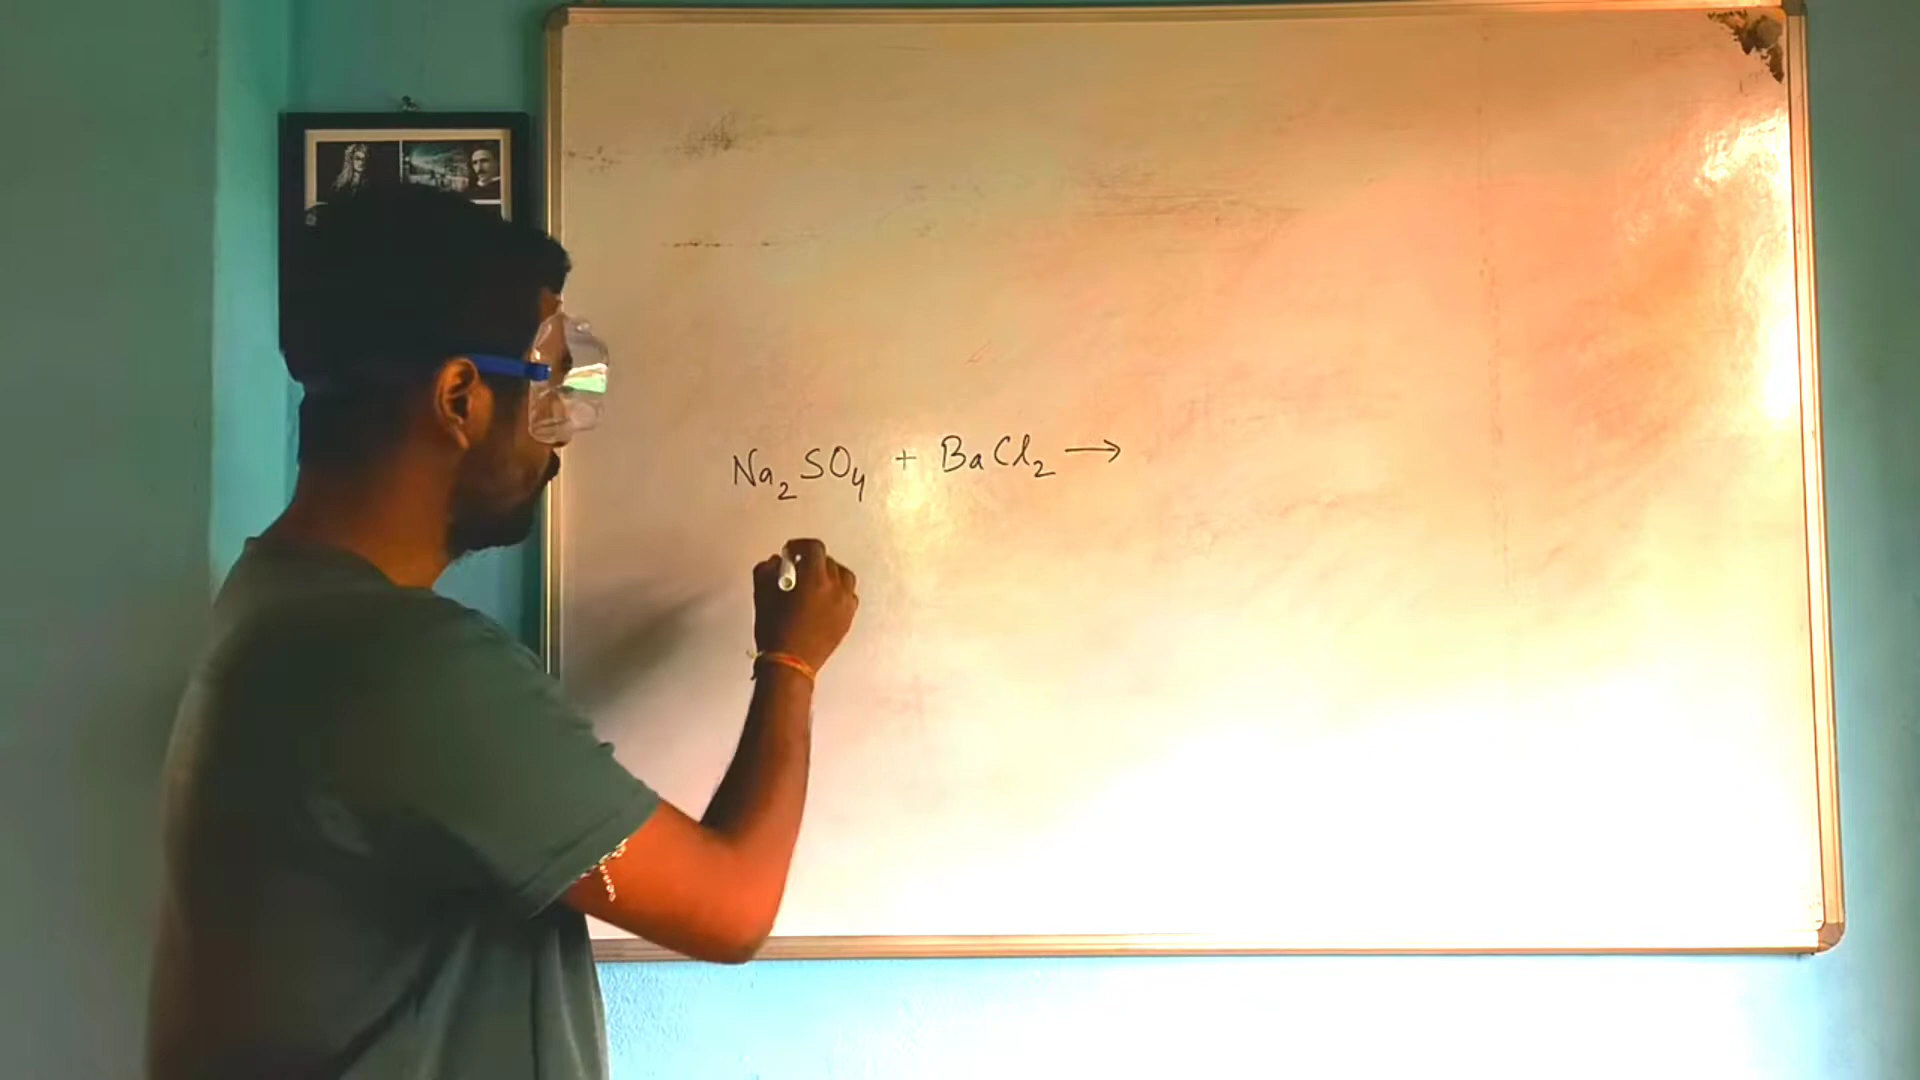 Na₂SO₄ + BaCl₂ →